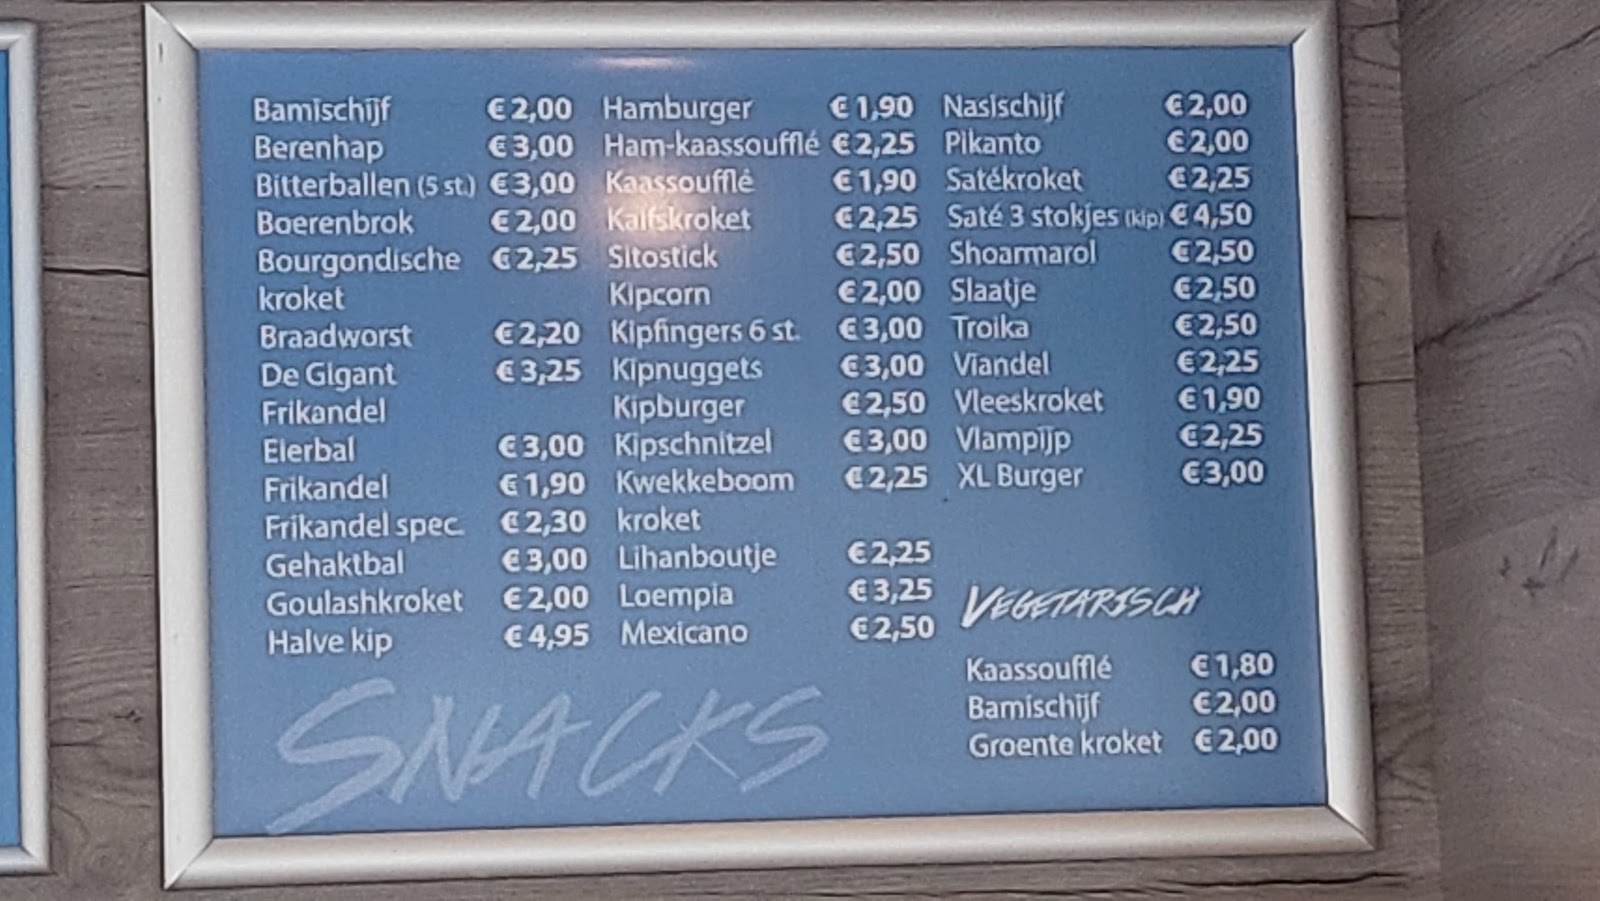 Bamischijf € 2,00
Berenhap € 3,00
Bitterballen (5 st.) € 3,00
Boerenbrok € 2,00
Bourgondische € 2,25
kroket
Braadworst € 2,20
De Gigant € 3,25
Frikandel
Eierbal € 3,00
Frikandel € 1,90
Frikandel spec. € 2,30
Gehaktbal € 3,00
Goulashkroket € 2,00
Halve kip € 4,95
Hamburger € 1,90
Ham-kaassoufflé € 2,25
Kaassoufflé € 1,90
Kalfskroket € 2,25
Sitostick € 2,50
Kipcorn € 2,00
Kipfingers 6 st. € 3,00
Kipnuggets € 3,00
Kipburger € 2,50
Kipschnitzel € 3,00
Kwekkeboom € 2,25
kroket
Lihanboutje € 2,25
Loempia € 3,25
Mexicano € 2,50
Nasischijf € 2,00
Pikanto € 2,00
Satékroket € 2,25
Saté 3 stokjes (kip) € 4,50
Shoarmarol € 2,50
Slaatje € 2,50
Troika € 2,50
Viandel € 2,25
Vleeskroket € 1,90
Vlampijp € 2,25
XL Burger € 3,00
VEGETARISCH
Kaassoufflé € 1,80
Bamischijf € 2,00
Groente kroket € 2,00
SNACKS